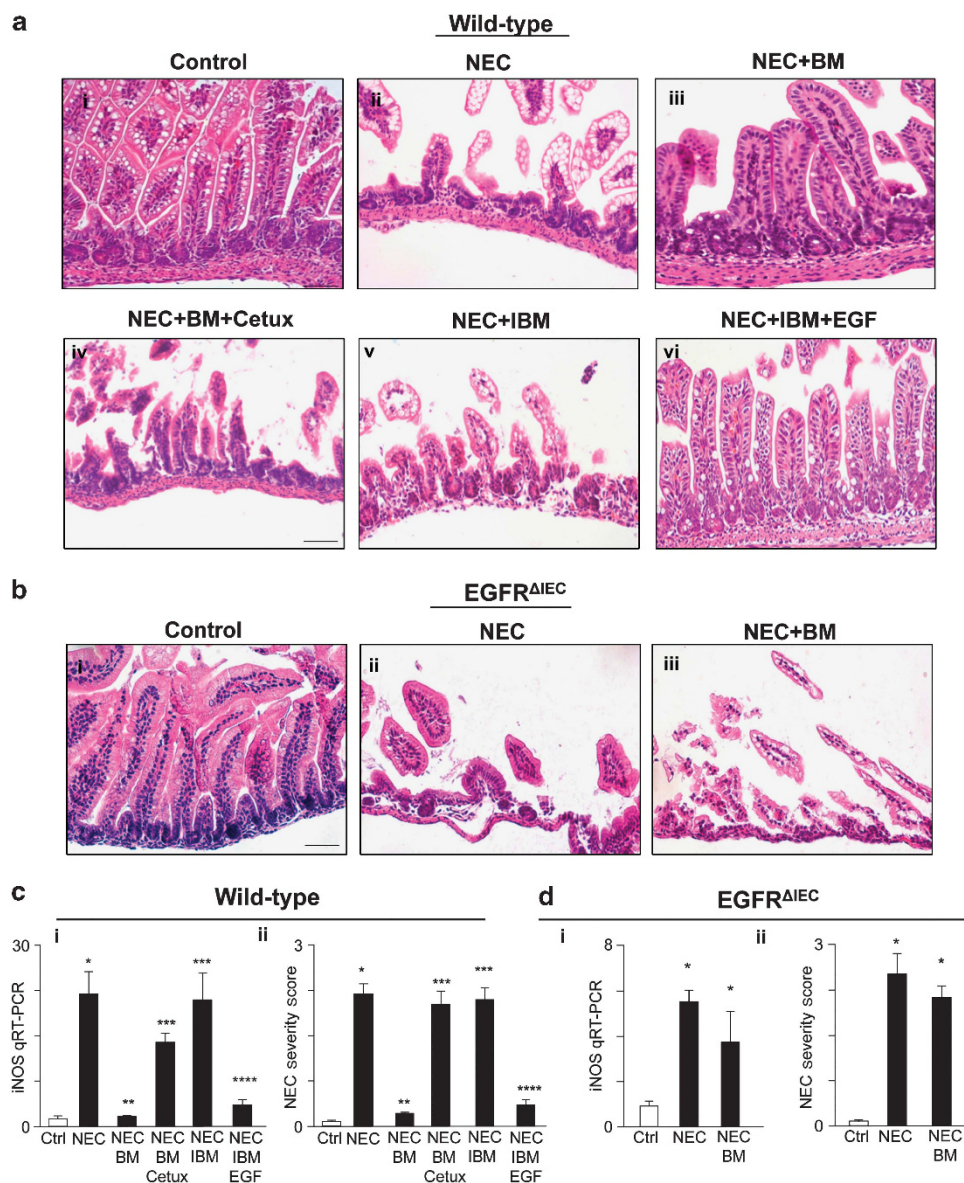 a
Wild-type
Control
NEC
NEC+BM
i
ii
iii
NEC+BM+Cetux
NEC+IBM
NEC+IBM+EGF
iv
v
vi
b
EGFRΔIEC
Control
NEC
NEC+BM
i
ii
iii
c
Wild-type
d
EGFRΔIEC
i
30
iNOS qRT-PCR
0
*
**
***
***
****
Ctrl
NEC
NEC BM
NEC BM Cetux
NEC IBM
NEC IBM EGF
ii
3
NEC severity score
0
*
**
***
***
****
Ctrl
NEC
NEC BM
NEC BM Cetux
NEC IBM
NEC IBM EGF
i
8
iNOS qRT-PCR
0
*
*
Ctrl
NEC
NEC BM
ii
3
NEC severity score
0
*
*
Ctrl
NEC
NEC BM